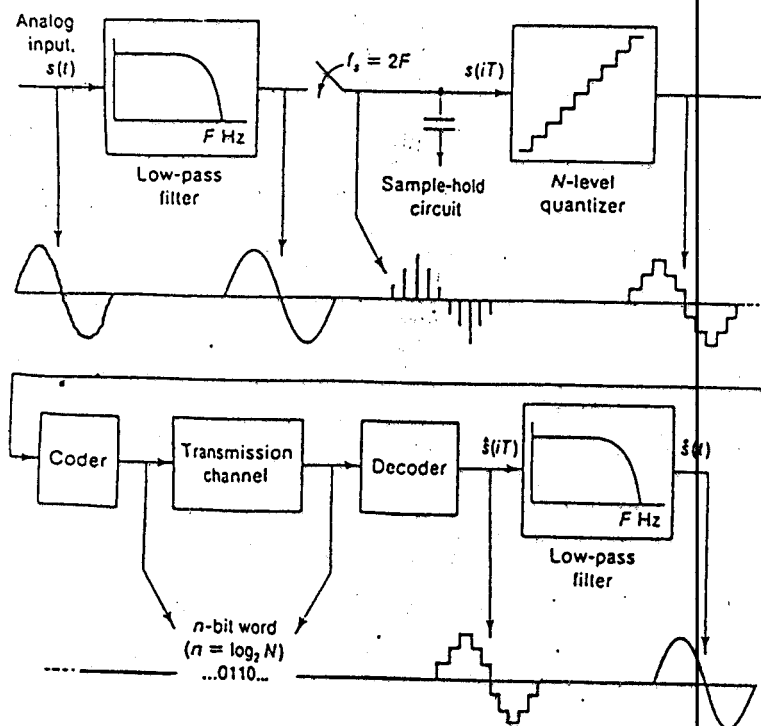 Analog
input,
s(t)
F Hz
Low-pass
filter
f_s = 2F
s(iT)
Sample-hold
circuit
N-level
quantizer
Coder
Transmission
channel
Decoder
ŝ(iT)
F Hz
Low-pass
filter
ŝ(t)
n-bit word
(n = log₂ N)
...0110...